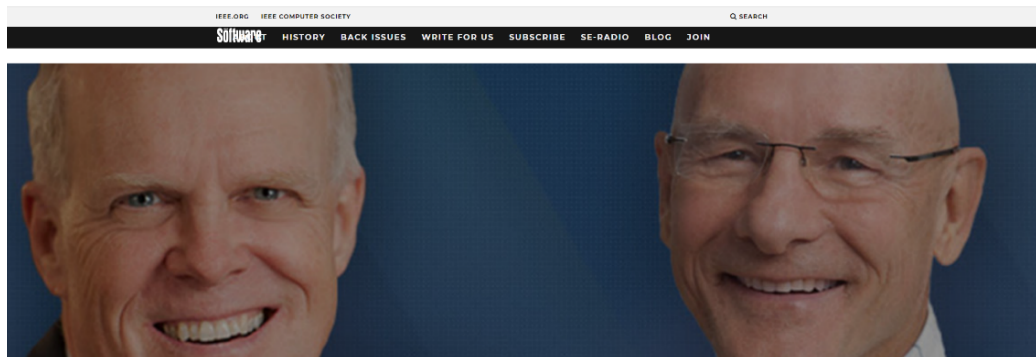 IEEE.ORG IEEE COMPUTER SOCIETY SEARCH
Software HISTORY BACK ISSUES WRITE FOR US SUBSCRIBE SE-RADIO BLOG JOIN